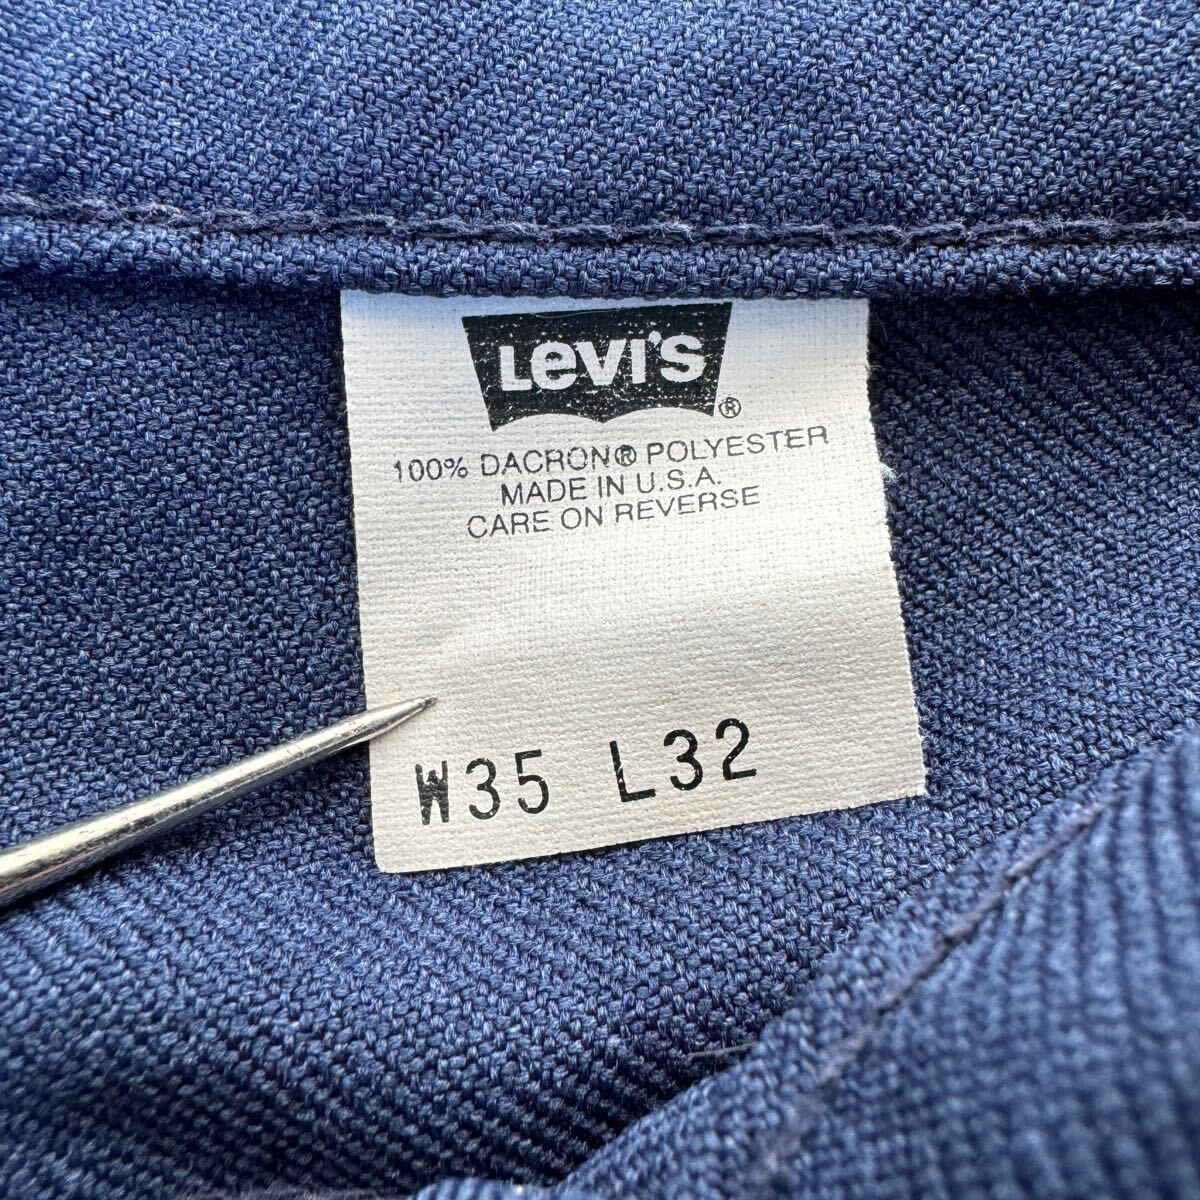 Levi's ®
100% DACRON® POLYESTER
MADE IN U.S.A.
CARE ON REVERSE
W35 L32